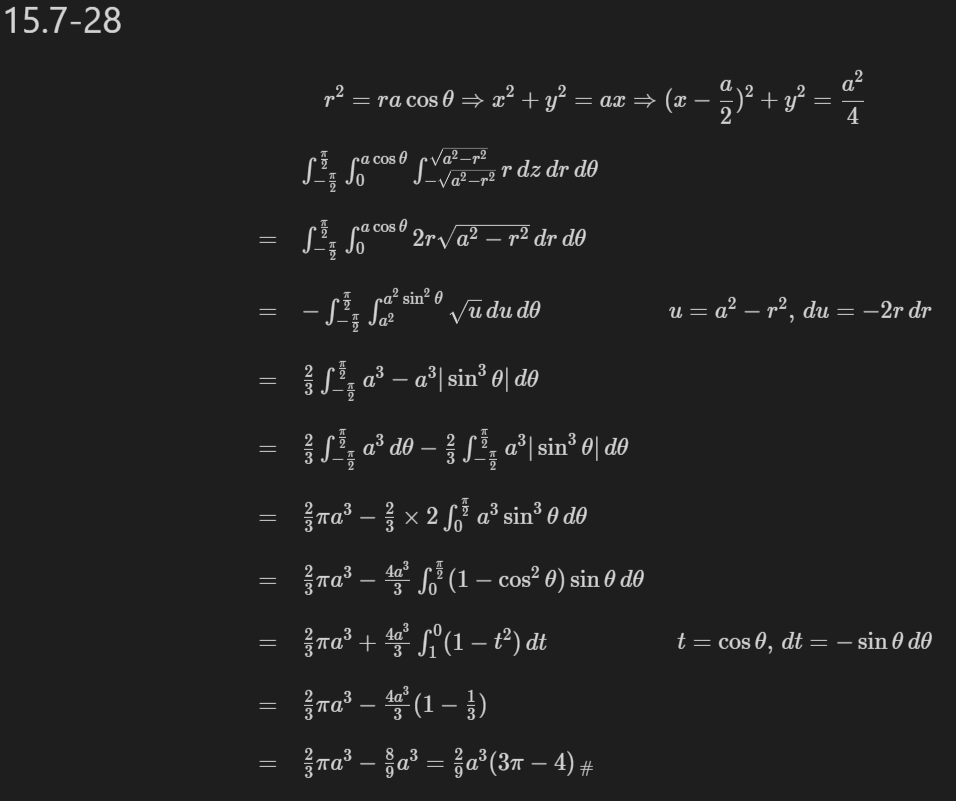 15.7-28
r² = ra cos θ ⇒ x² + y² = ax ⇒ (x − a/2)² + y² = a²/4
∫_{−π/2}^{π/2} ∫_0^{a cos θ} ∫_{−√(a²−r²)}^{√(a²−r²)} r dz dr dθ
= ∫_{−π/2}^{π/2} ∫_0^{a cos θ} 2r√(a² − r²) dr dθ
= − ∫_{−π/2}^{π/2} ∫_{a²}^{a² sin² θ} √u du dθ u = a² − r², du = −2r dr
= 2/3 ∫_{−π/2}^{π/2} a³ − a³| sin³ θ| dθ
= 2/3 ∫_{−π/2}^{π/2} a³ dθ − 2/3 ∫_{−π/2}^{π/2} a³| sin³ θ| dθ
= 2/3 πa³ − 2/3 × 2 ∫_0^{π/2} a³ sin³ θ dθ
= 2/3 πa³ − 4a³/3 ∫_0^{π/2} (1 − cos² θ) sin θ dθ
= 2/3 πa³ + 4a³/3 ∫_1^0 (1 − t²) dt t = cos θ, dt = − sin θ dθ
= 2/3 πa³ − 4a³/3 (1 − 1/3)
= 2/3 πa³ − 8/9 a³ = 2/9 a³(3π − 4) #